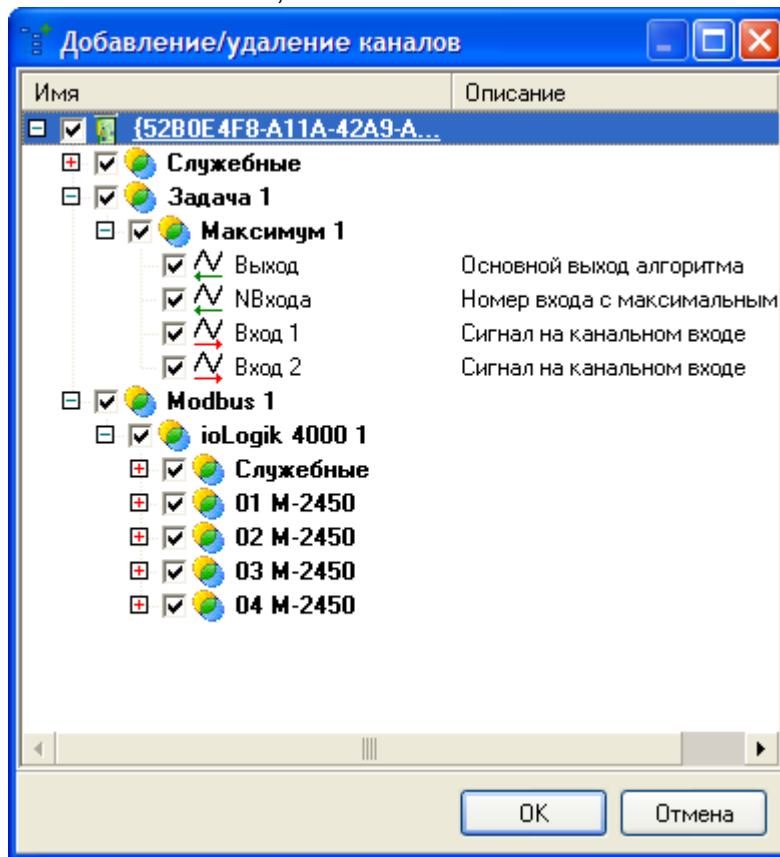 Добавление/удаление каналов
Имя Описание
{52B0E4F8-A11A-42A9-A...
Служебные
Задача 1
Максимум 1
Выход Основной выход алгоритма
NВхода Номер входа с максимальным
Вход 1 Сигнал на канальном входе
Вход 2 Сигнал на канальном входе
Modbus 1
ioLogik 4000 1
Служебные
01 M-2450
02 M-2450
03 M-2450
04 M-2450
OK Отмена